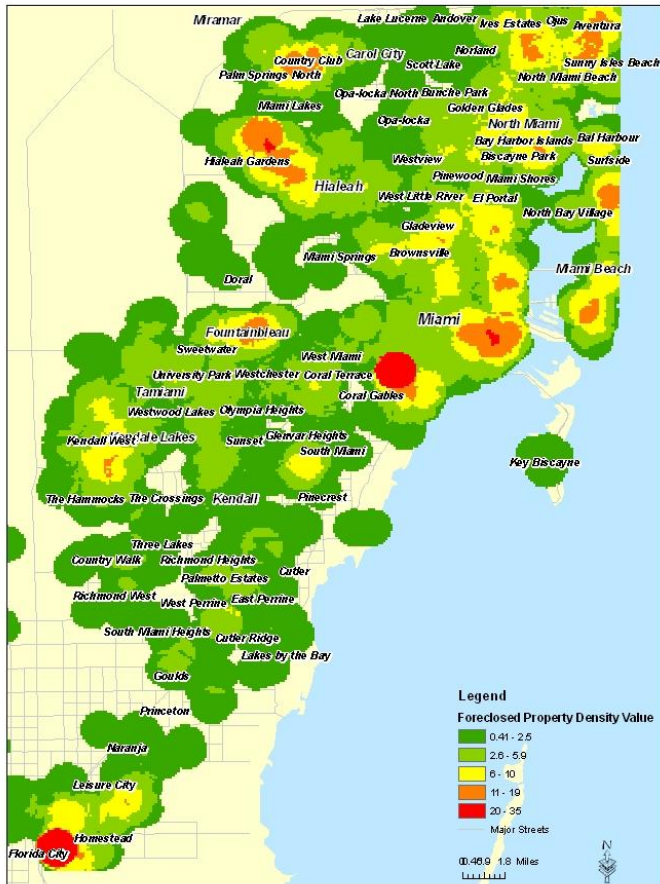 Miramar
Lake Lucerne Andover
Ives Estates Ojus
Aventura
Country Club
Carol City
Norland
Scott Lake
Sunny Isles Beach
Palm Springs North
North Miami Beach
Opa-locka North Bunche Park
Miami Lakes
Golden Glades
Opa-locka
North Miami
Bay Harbor Islands
Bal Harbour
Hialeah Gardens
Westview
Biscayne Park
Surfside
Pinewood
Miami Shores
Hialeah
West Little River
El Portal
North Bay Village
Gladeview
Brownsville
Miami Springs
Miami Beach
Doral
Miami
Fountainbleau
Sweetwater
West Miami
University Park Westchester
Coral Terrace
Tamiami
Coral Gables
Westwood Lakes
Olympia Heights
Kendall West
dale Lakes
Sunset
Glenvar Heights
South Miami
Key Biscayne
The Hammocks
The Crossings
Kendall
Pinecrest
Three Lakes
Country Walk
Richmond Heights
Cutler
Palmetto Estates
Richmond West
West Perrine
East Perrine
South Miami Heights
Cutler Ridge
Lakes by the Bay
Goulds
Princeton
Naranja
Leisure City
Homestead
Florida City
Legend
Foreclosed Property Density Value
0.41 - 2.5
2.6 - 5.9
6 - 10
11 - 19
20 - 35
Major Streets
N
1.8 Miles